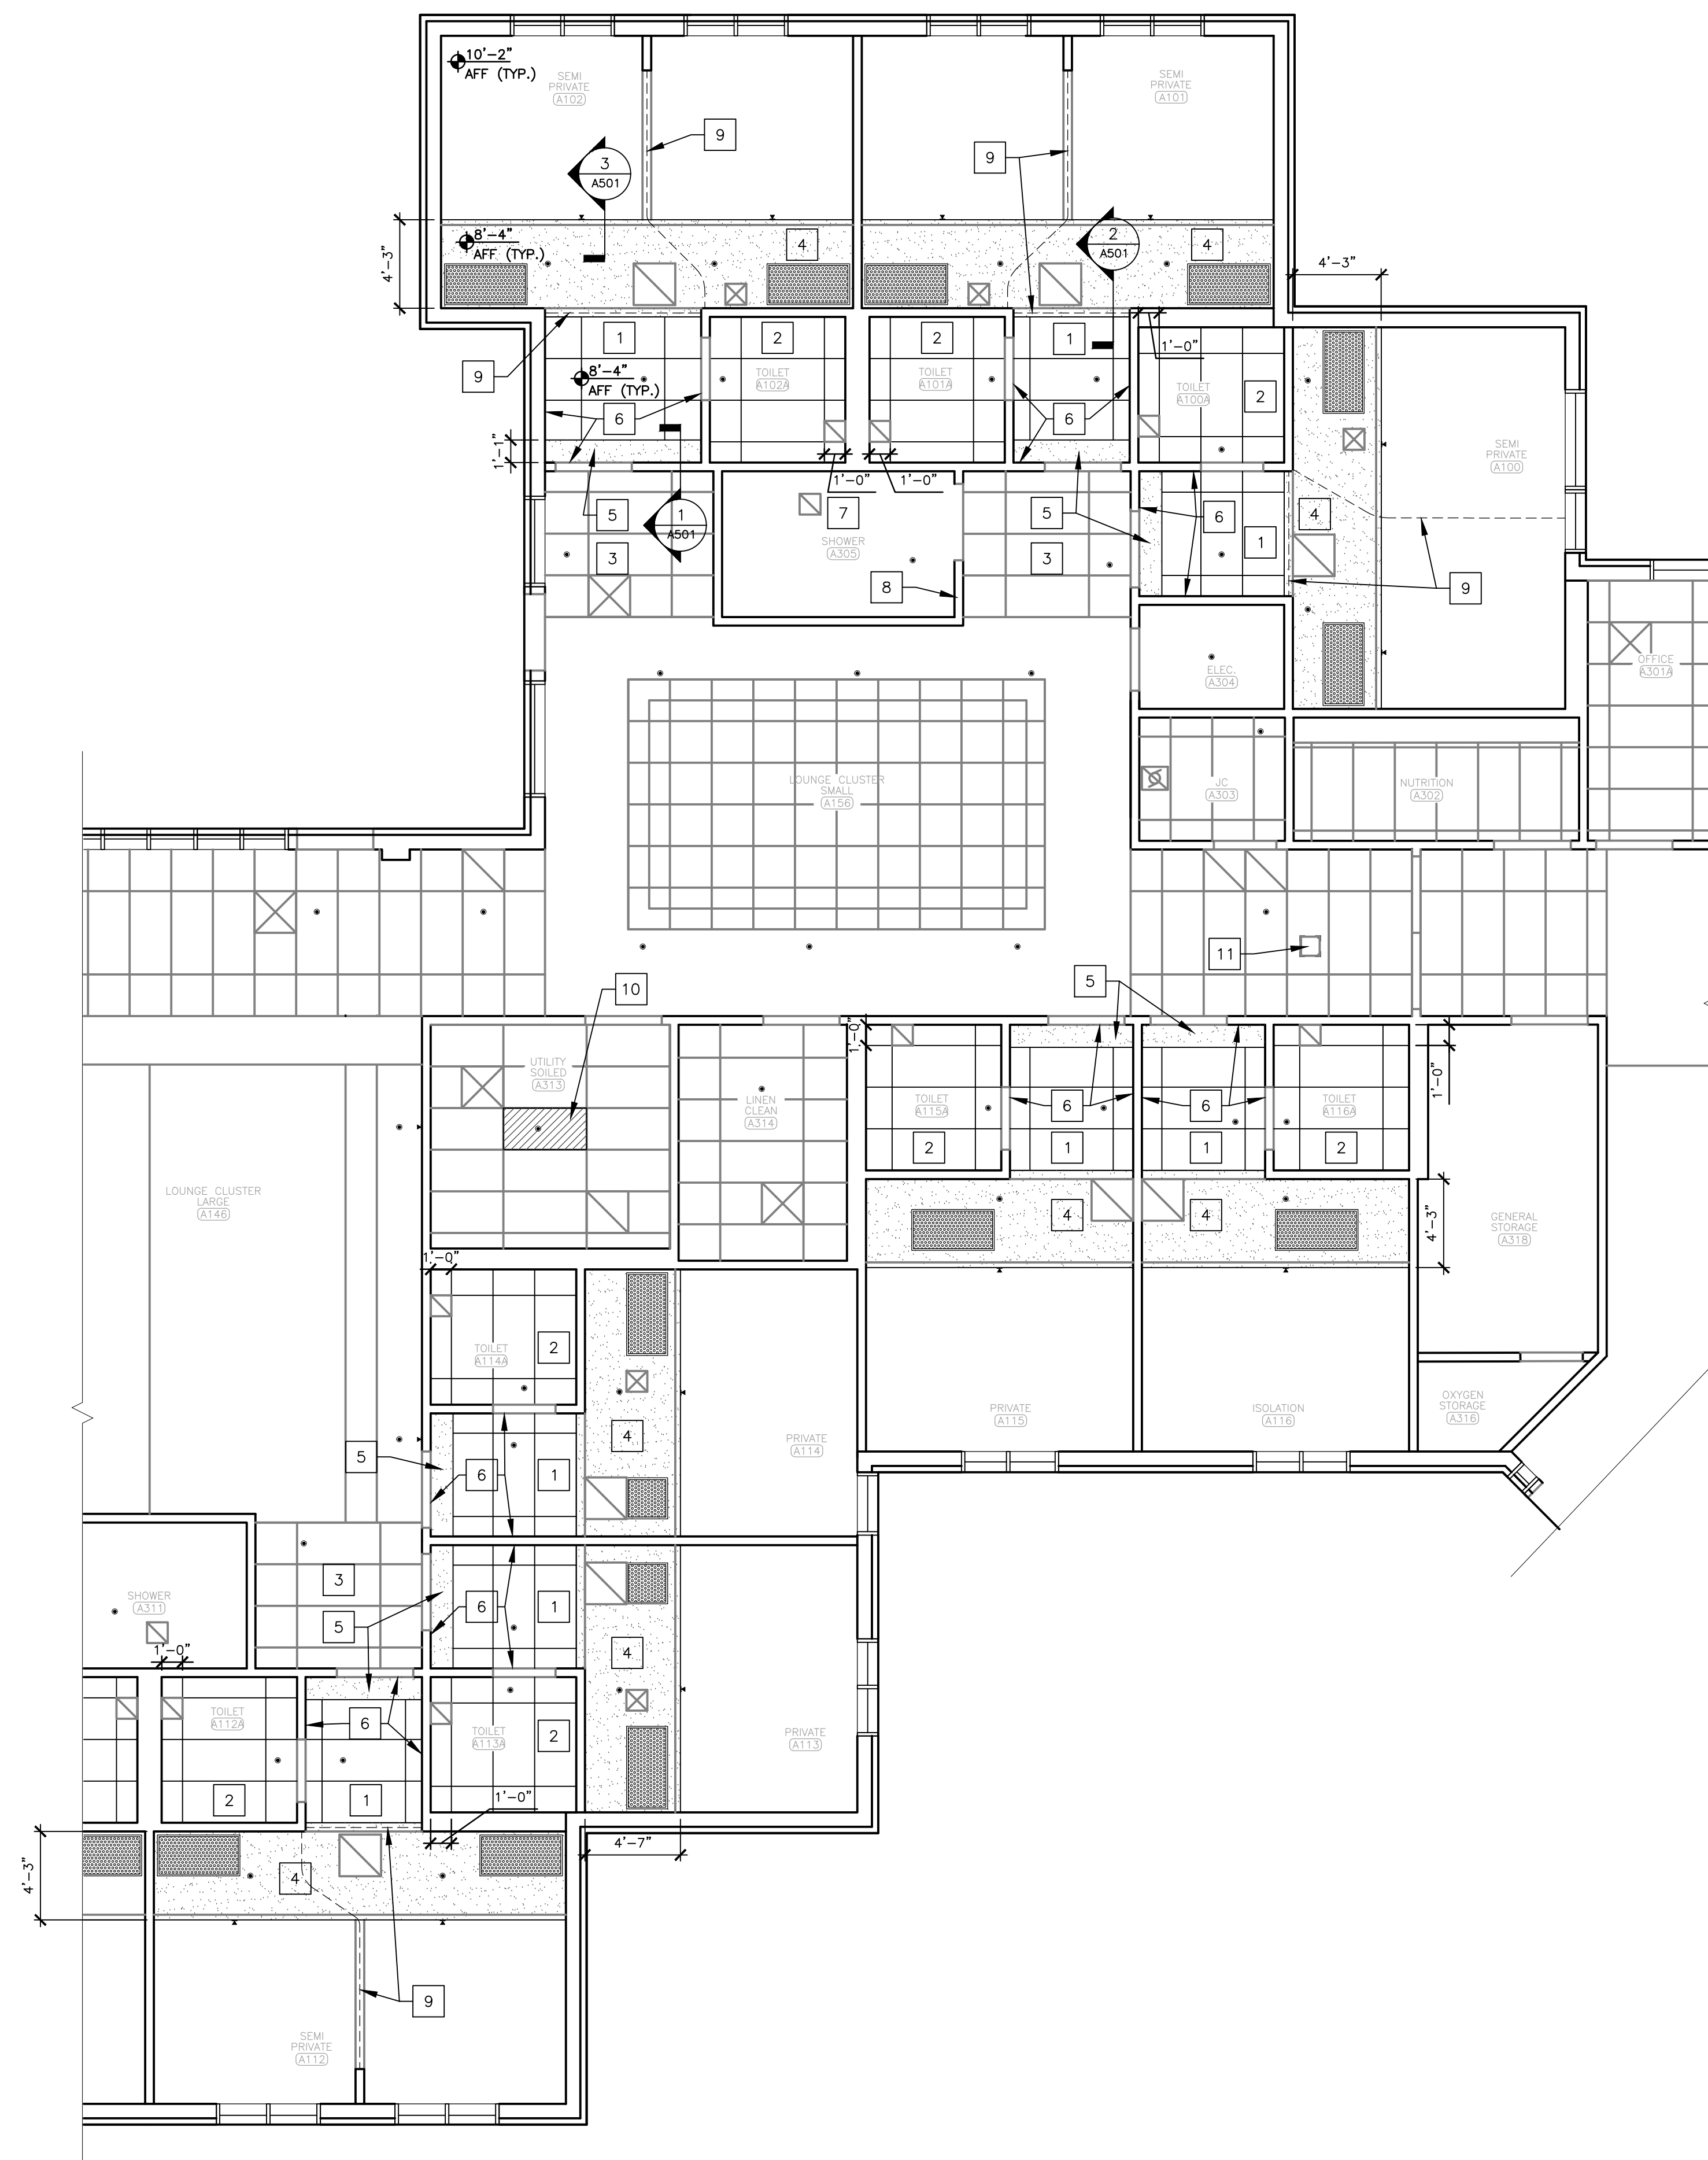 10'-2"
AFF (TYP.)
SEMI
PRIVATE
A102
SEMI
PRIVATE
A101
9
9
3
A501
8'-4"
AFF (TYP.)
4
2
A501
4
4'-3"
4'-3"
1
2
2
1
1'-0"
9
8'-4"
AFF (TYP.)
TOILET
A102A
TOILET
A101A
TOILET
A100A
2
6
6
1'-1"
SEMI
PRIVATE
A100
1'-0"
1'-0"
5
1
A501
7
5
6
4
3
SHOWER
A305
3
1
8
9
ELEC.
A304
OFFICE
A301A
LOUNGE CLUSTER
SMALL
A156
JC
A303
NUTRITION
A302
11
10
5
1'-0"
UTILITY
SOILED
A313
LINEN
CLEAN
A314
TOILET
A115A
6
6
TOILET
A116A
1'-0"
2
1
1
2
LOUNGE CLUSTER
LARGE
A146
4
4
4'-3"
GENERAL
STORAGE
A318
1'-0"
TOILET
A114A
2
PRIVATE
A115
ISOLATION
A116
OXYGEN
STORAGE
A316
4
PRIVATE
A114
5
6
1
3
SHOWER
A311
6
1
5
4
1'-0"
TOILET
A112A
6
TOILET
A113A
2
PRIVATE
A113
2
1
1'-0"
4'-7"
4'-3"
4
9
SEMI
PRIVATE
A112